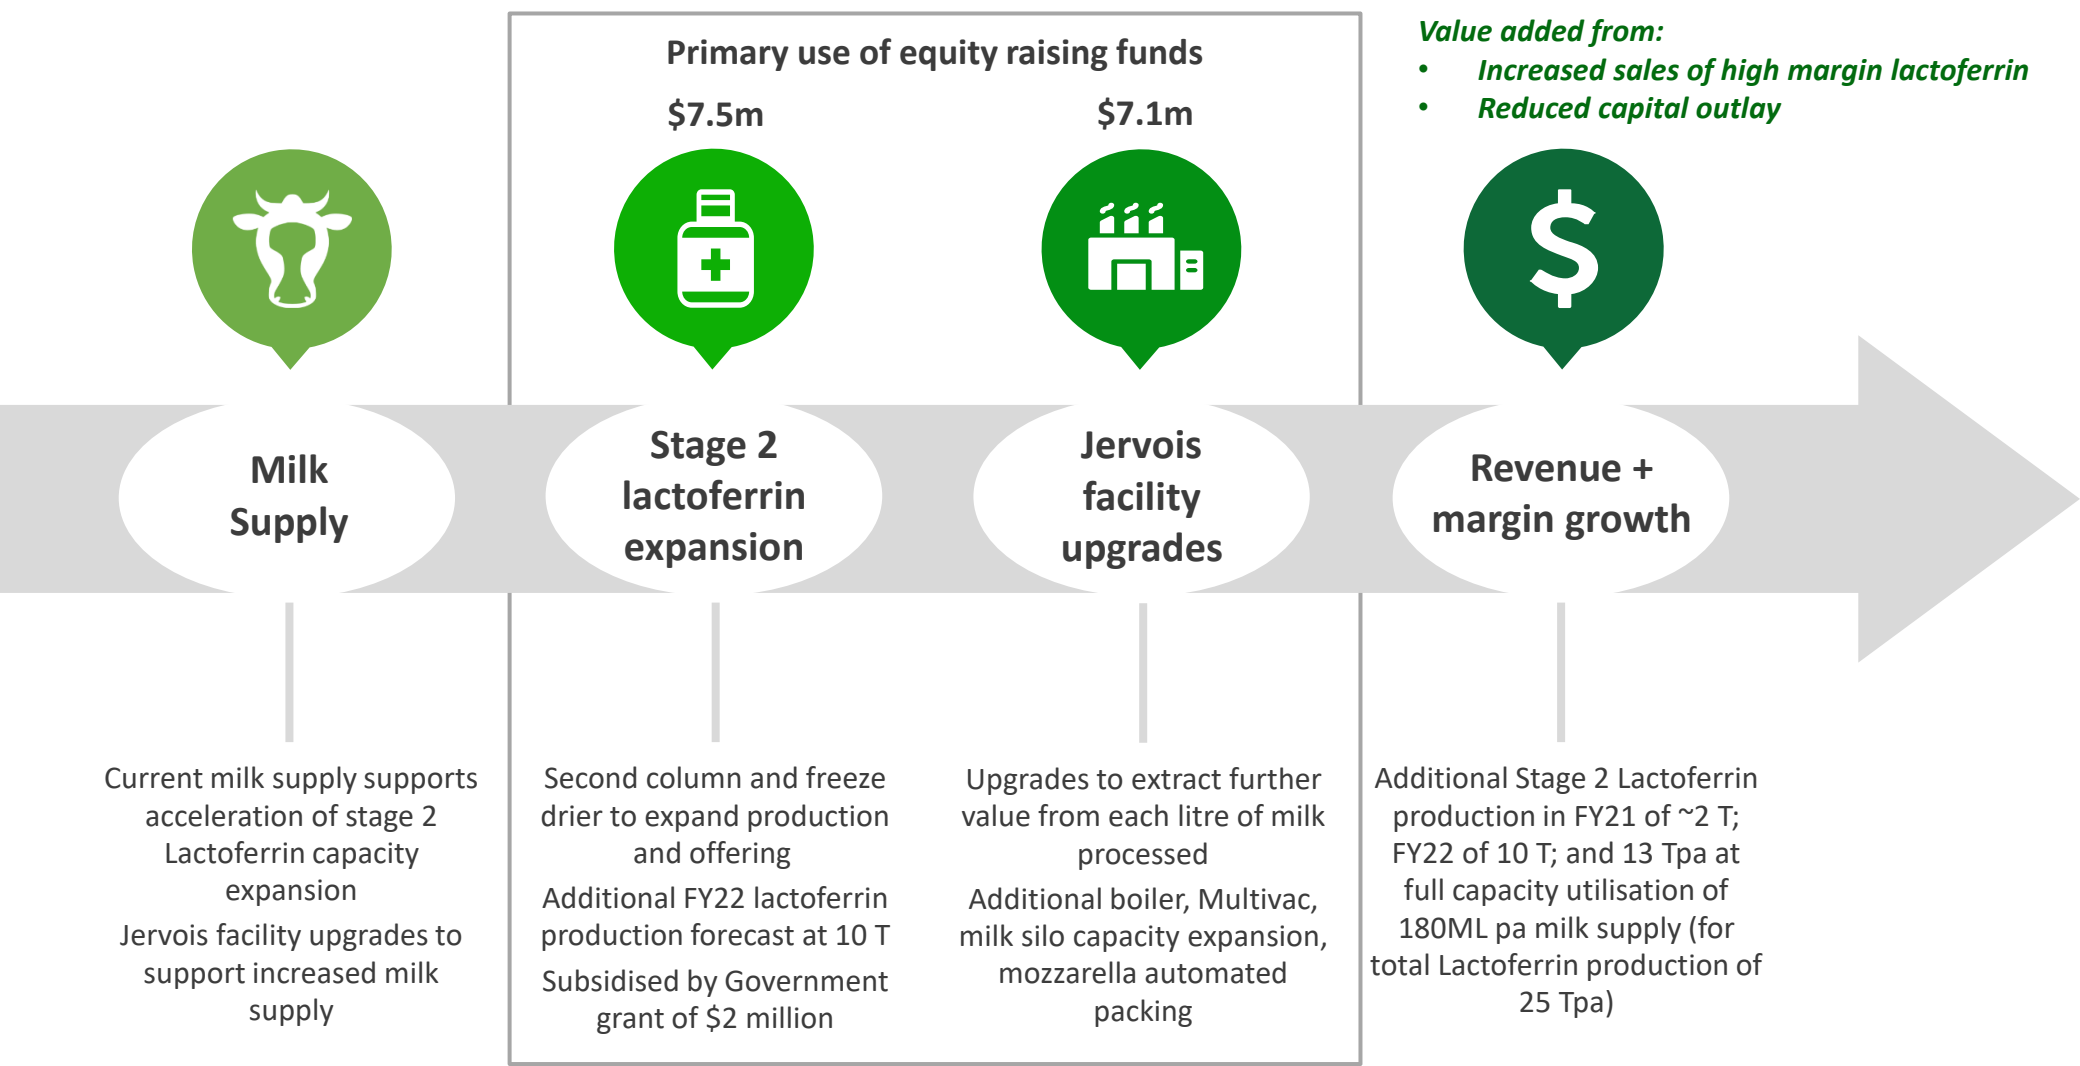 Primary use of equity raising funds
$7.5m
$7.1m
Value added from:
• Increased sales of high margin lactoferrin
• Reduced capital outlay
Milk
Supply
Stage 2
lactoferrin
expansion
Jervois
facility
upgrades
Revenue +
margin growth
Current milk supply supports
acceleration of stage 2
Lactoferrin capacity
expansion
Jervois facility upgrades to
support increased milk
supply
Second column and freeze
drier to expand production
and offering
Additional FY22 lactoferrin
production forecast at 10 T
Subsidised by Government
grant of $2 million
Upgrades to extract further
value from each litre of milk
processed
Additional boiler, Multivac,
milk silo capacity expansion,
mozzarella automated
packing
Additional Stage 2 Lactoferrin
production in FY21 of ~2 T;
FY22 of 10 T; and 13 Tpa at
full capacity utilisation of
180ML pa milk supply (for
total Lactoferrin production of
25 Tpa)